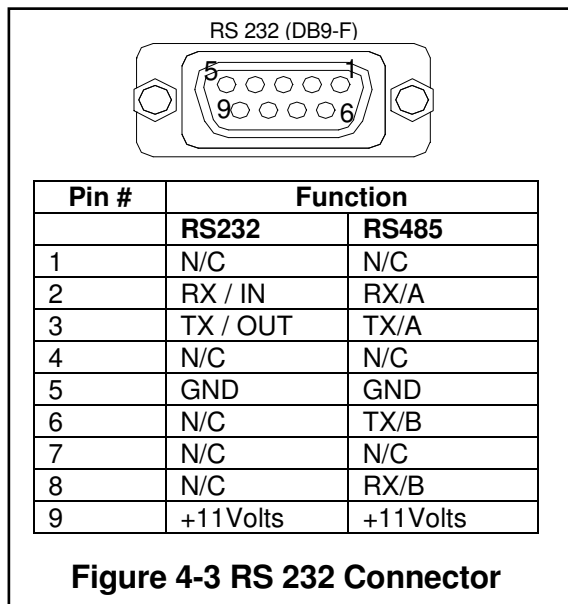 RS 232 (DB9-F)
5 1
9 6
Pin # Function
RS232 RS485
1 N/C N/C
2 RX / IN RX/A
3 TX / OUT TX/A
4 N/C N/C
5 GND GND
6 N/C TX/B
7 N/C N/C
8 N/C RX/B
9 +11Volts +11Volts
Figure 4-3 RS 232 Connector